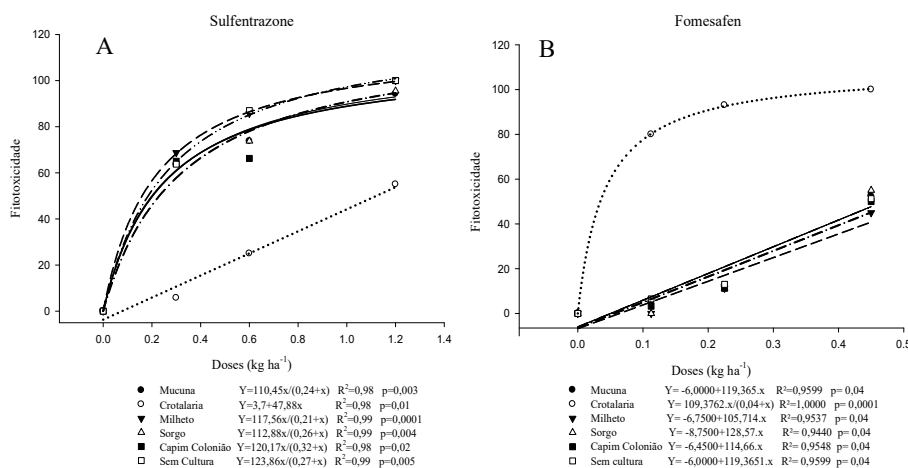 Sulfentrazone
A
120
100
80
60
40
20
0
Fitotoxicidade
0.0 0.2 0.4 0.6 0.8 1.0 1.2 1.4
Doses (kg ha⁻¹)
Mucuna Y=110,45x/(0,24+x) R²=0,98 p=0,003
Crotalaria Y=3,7+47,88x R²=0,98 p=0,01
Milheto Y=117,56x/(0,21+x) R²=0,99 p=0,0001
Sorgo Y=112,88x/(0,26+x) R²=0,99 p=0,004
Capim Colonião Y=120,17x/(0,32+x) R²=0,98 p=0,02
Sem Cultura Y=123,86x/(0,27+x) R²=0,99 p=0,005
Fomesafen
B
120
100
80
60
40
20
0
Fitotoxicidade
0.0 0.1 0.2 0.3 0.4 0.5
Doses (kg ha⁻¹)
Mucuna Y= -6,0000+119,365.x R²=0,9599 p= 0,04
Crotalaria Y= 109,3762.x/(0,04+x) R²= 1,0000 p= 0,0001
Milheto Y= -6,7500+105,714.x R²= 0,9537 p= 0,04
Sorgo Y= -8,7500+128,57.x R²= 0,9440 p= 0,04
Capim Colonião Y= -6,4500+114,66.x R²= 0,9548 p= 0,04
Sem cultura Y= -6,0000+119,3651.x R²= 0,9599 p= 0,04